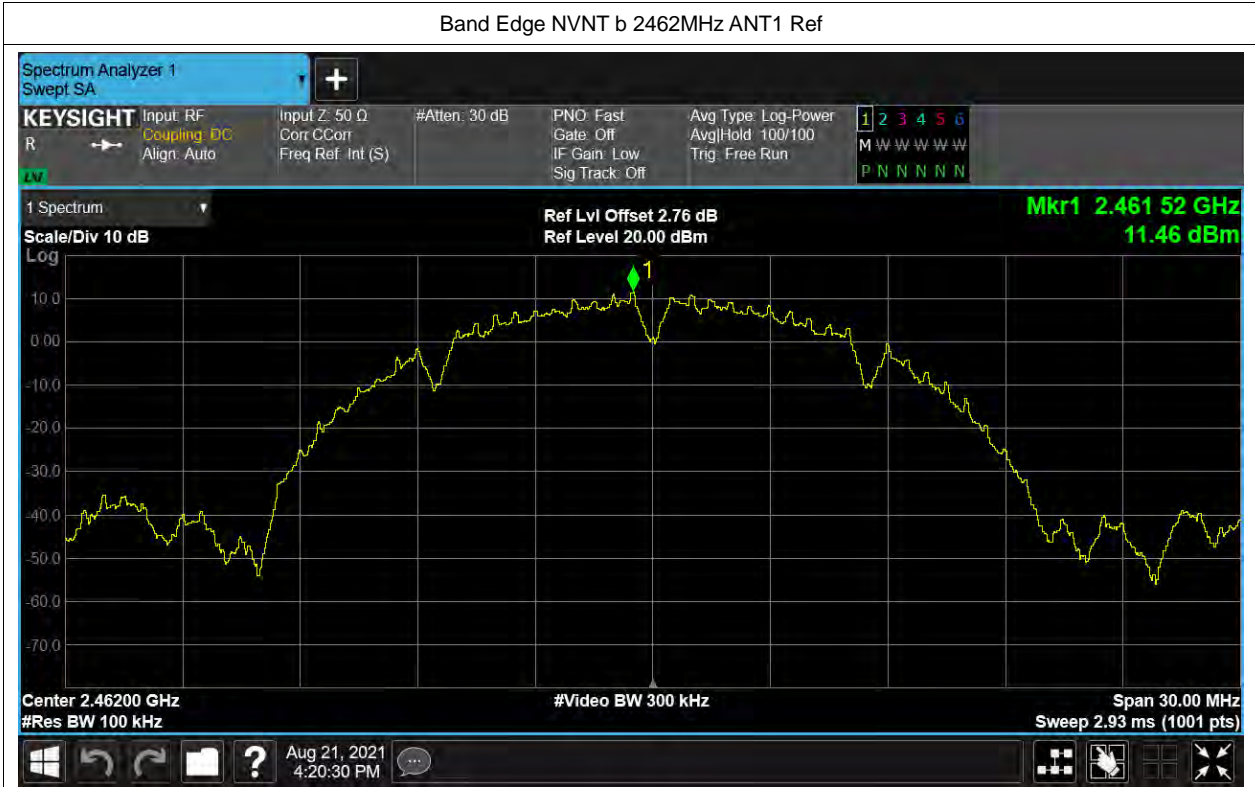 Band Edge NVNT b 2462MHz ANT1 Ref
Spectrum Analyzer 1
Swept SA
+
KEYSIGHT
R
Input: RF
Coupling: DC
Align: Auto
Input Z: 50 Ω
Corr CCorr
Freq Ref: Int (S)
#Atten: 30 dB
PNO: Fast
Gate: Off
IF Gain: Low
Sig Track: Off
Avg Type: Log-Power
Avg|Hold: 100/100
Trig: Free Run
1 2 3 4 5 6
M W W W W W
P N N N N N
1 Spectrum
Scale/Div 10 dB
Log
Ref Lvl Offset 2.76 dB
Ref Level 20.00 dBm
Mkr1 2.461 52 GHz
11.46 dBm
1
10.0
0.00
-10.0
-20.0
-30.0
-40.0
-50.0
-60.0
-70.0
Center 2.46200 GHz
#Res BW 100 kHz
#Video BW 300 kHz
Span 30.00 MHz
Sweep 2.93 ms (1001 pts)
?
Aug 21, 2021
4:20:30 PM